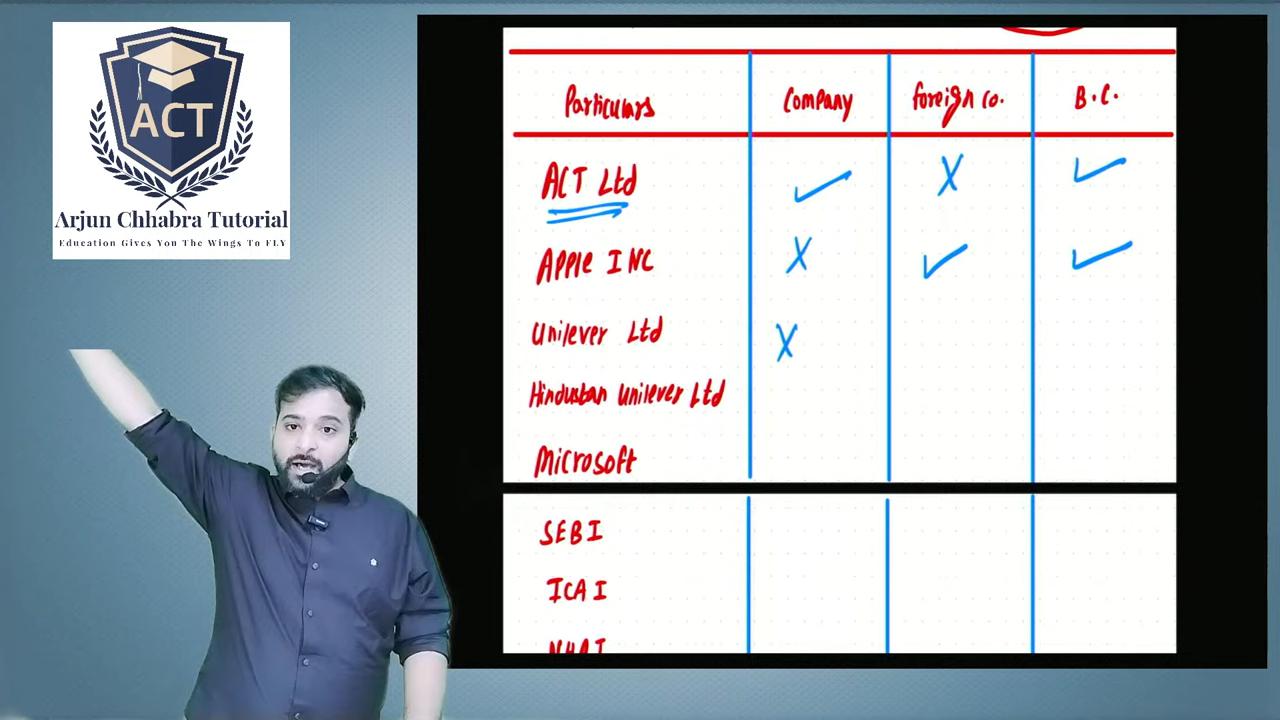 ACT
Arjun Chhabra Tutorial
Education Gives You The Wings To FLY
Particulars Company foreign co. B.C.
ACT Ltd ✓ X ✓
Apple INC X ✓ ✓
Unilever Ltd X
Hindustan Unilever Ltd
Microsoft
SEBI
ICAI
NHAI